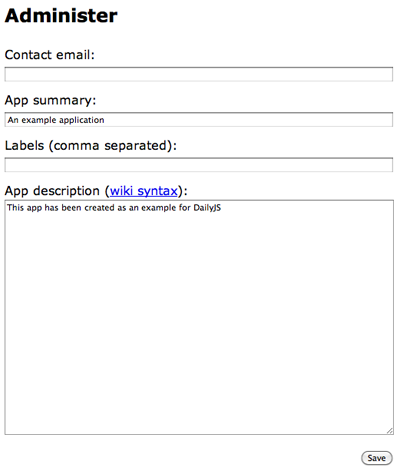 Administer
Contact email:
App summary:
An example application
Labels (comma separated):
App description (wiki syntax):
This app has been created as an example for DailyJS
Save